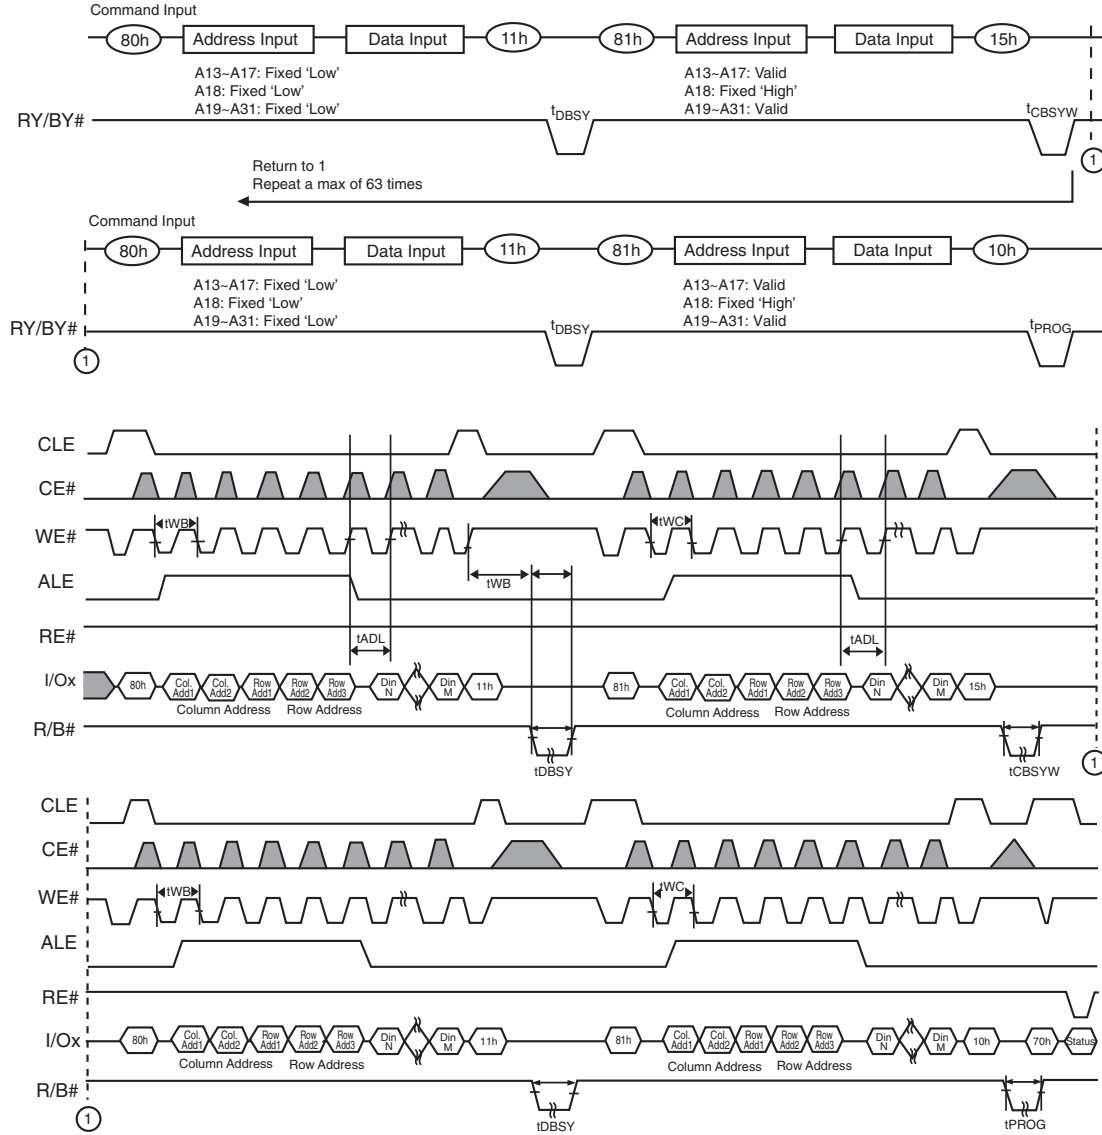 Command Input
80h Address Input Data Input 11h 81h Address Input Data Input 15h
A13~A17: Fixed ‘Low’ A13~A17: Valid
A18: Fixed ‘Low’ A18: Fixed ‘High’
A19~A31: Fixed ‘Low’ A19~A31: Valid
RY/BY# tDBSY tCBSYW
1
Return to 1
Repeat a max of 63 times
Command Input
80h Address Input Data Input 11h 81h Address Input Data Input 10h
A13~A17: Fixed ‘Low’ A13~A17: Valid
A18: Fixed ‘Low’ A18: Fixed ‘High’
A19~A31: Fixed ‘Low’ A19~A31: Valid
RY/BY# tDBSY tPROG
1
CLE
CE#
WE# tWB tWC
ALE tWB
RE#
tADL tADL
I/Ox 80h Col. Add1 Col. Add2 Row Add1 Row Add2 Row Add3 Din N Din M 11h 81h Col. Add1 Col. Add2 Row Add1 Row Add2 Row Add3 Din N Din M 15h
Column Address Row Address Column Address Row Address
R/B#
tDBSY tCBSYW 1
CLE
CE#
WE# tWB tWC
ALE
RE#
I/Ox 80h Col. Add1 Col. Add2 Row Add1 Row Add2 Row Add3 Din N Din M 11h 81h Col. Add1 Col. Add2 Row Add1 Row Add2 Row Add3 Din N Din M 10h 70h Status
Column Address Row Address Column Address Row Address
R/B#
1 tDBSY tPROG